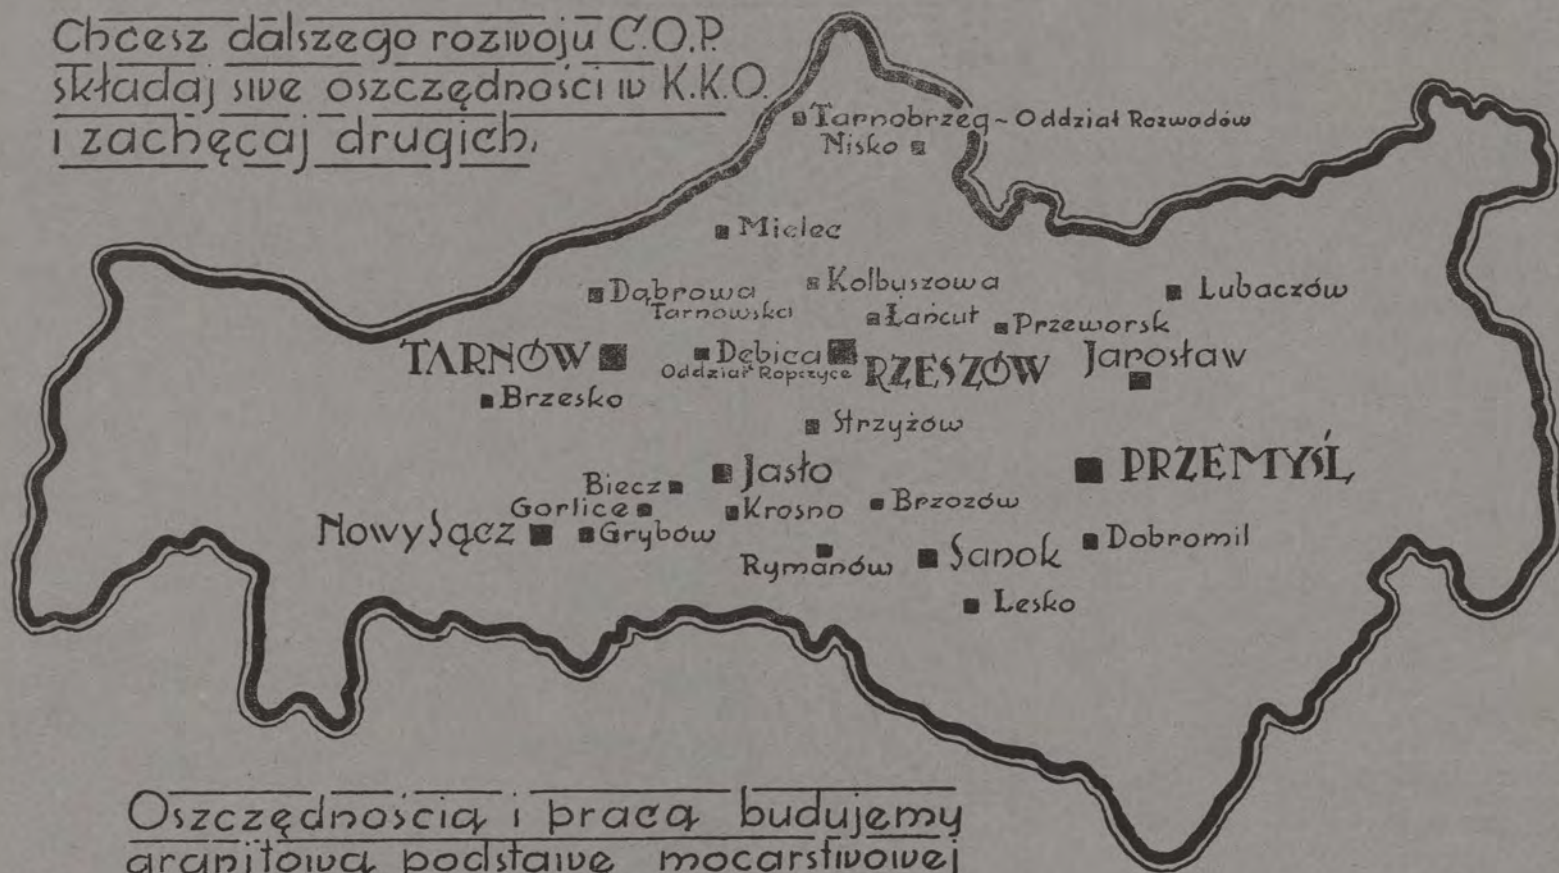 Chcesz dalszego rozwoju C.O.P.
składaj swe oszczędności w K.K.O.
i zachęcaj drugich.
Tarnobrzeg ~ Oddział Rozwadów
Nisko
Mielec
Dąbrowa
Tarnowska
Kolbuszowa
Lubaczów
Łańcut
Przeworsk
TARNÓW
Dębica
Oddział Ropczyce
RZESZÓW
Jarosław
Brzesko
Strzyżów
Jasło
PRZEMYŚL
Biecz
Gorlice
Krosno
Brzozów
Nowy Sącz
Grybów
Rymanów
Sanok
Dobromil
Lesko
Oszczędnością i pracą budujemy
granitową podstawę mocarstwowej